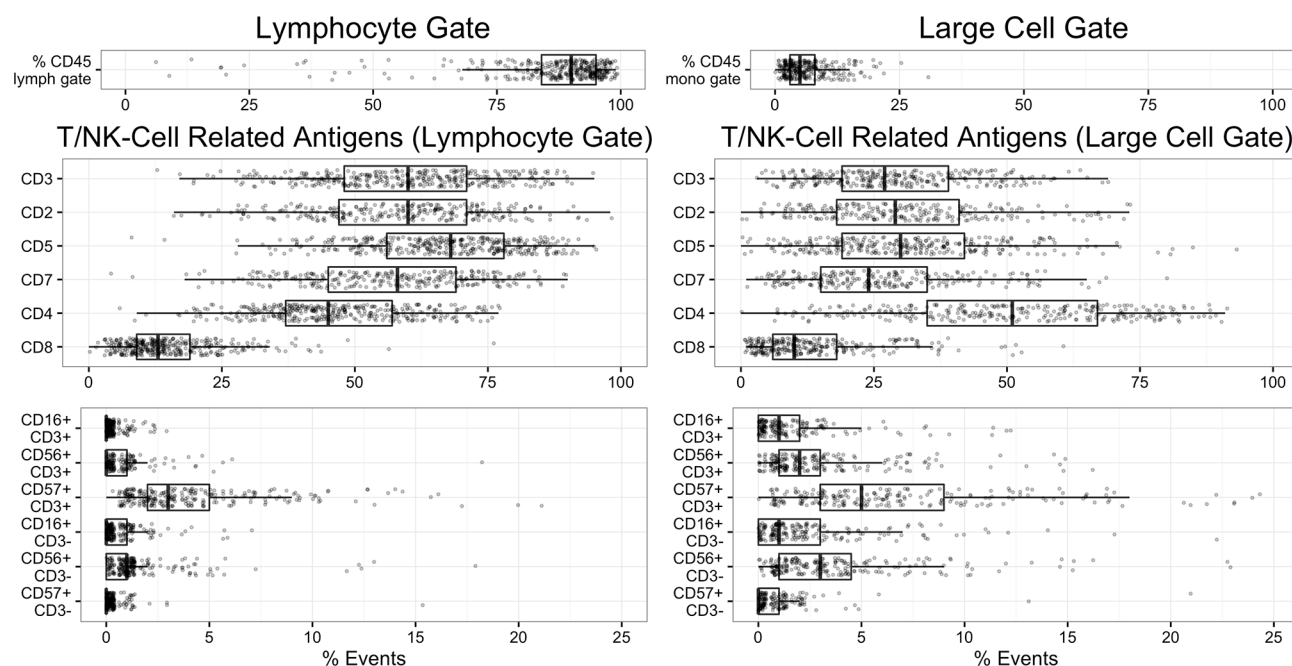 Lymphocyte Gate
% CD45
lymph gate
0 25 50 75 100
T/NK-Cell Related Antigens (Lymphocyte Gate)
CD3
CD2
CD5
CD7
CD4
CD8
0 25 50 75 100
CD16+
CD3+
CD56+
CD3+
CD57+
CD3+
CD16+
CD3-
CD56+
CD3-
CD57+
CD3-
0 5 10 15 20 25
% Events
Large Cell Gate
% CD45
mono gate
0 25 50 75 100
T/NK-Cell Related Antigens (Large Cell Gate)
CD3
CD2
CD5
CD7
CD4
CD8
0 25 50 75 100
CD16+
CD3+
CD56+
CD3+
CD57+
CD3+
CD16+
CD3-
CD56+
CD3-
CD57+
CD3-
0 5 10 15 20 25
% Events